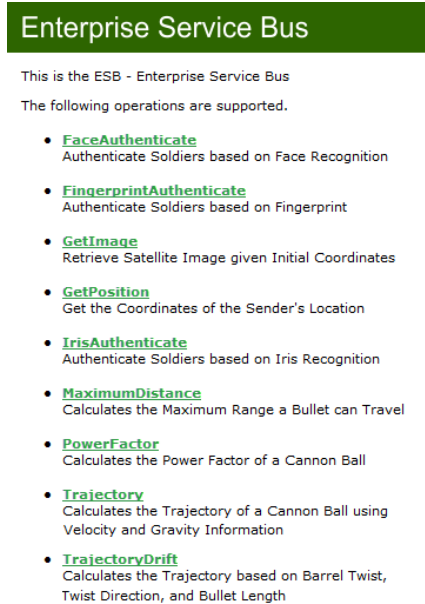 Enterprise Service Bus
This is the ESB - Enterprise Service Bus
The following operations are supported.
FaceAuthenticate
Authenticate Soldiers based on Face Recognition
FingerprintAuthenticate
Authenticate Soldiers based on Fingerprint
GetImage
Retrieve Satellite Image given Initial Coordinates
GetPosition
Get the Coordinates of the Sender's Location
IrisAuthenticate
Authenticate Soldiers based on Iris Recognition
MaximumDistance
Calculates the Maximum Range a Bullet can Travel
PowerFactor
Calculates the Power Factor of a Cannon Ball
Trajectory
Calculates the Trajectory of a Cannon Ball using
Velocity and Gravity Information
TrajectoryDrift
Calculates the Trajectory based on Barrel Twist,
Twist Direction, and Bullet Length